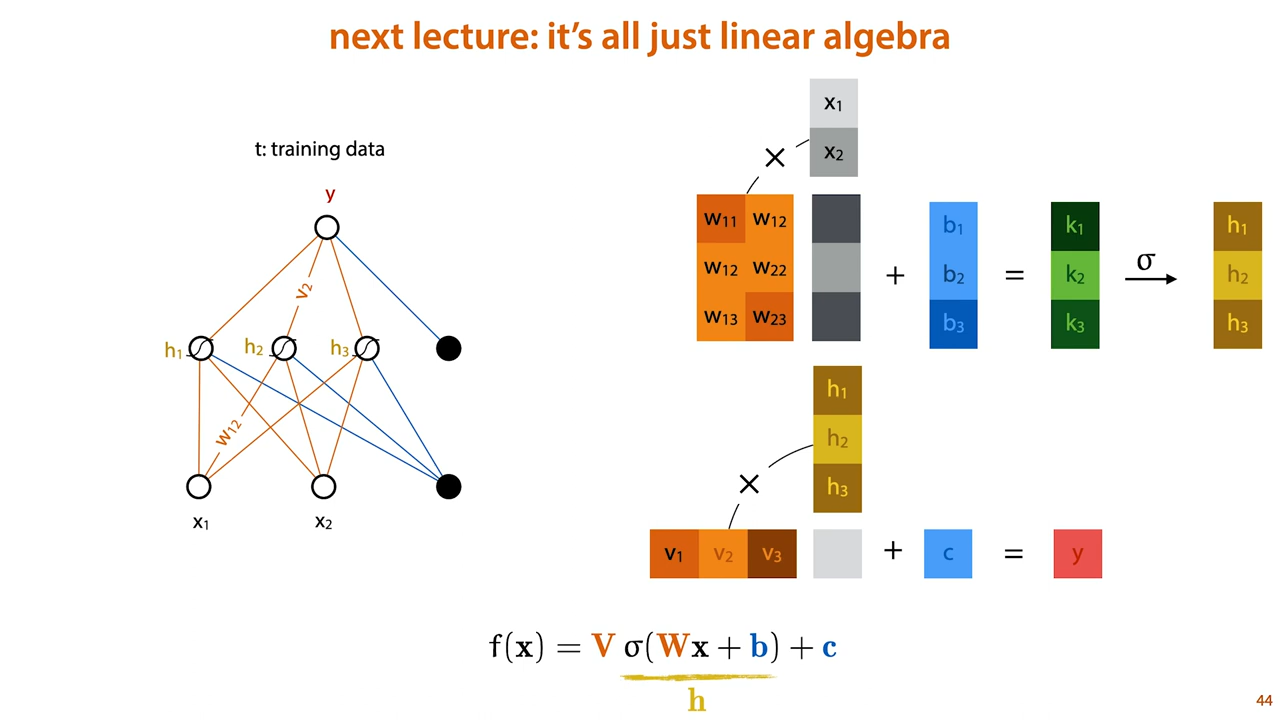 next lecture: it's all just linear algebra
t: training data
y
v₂
h₁ h₂ h₃
w₁₂
x₁ x₂
x₁
x₂
×
w₁₁ w₁₂
w₁₂ w₂₂
w₁₃ w₂₃
+
b₁
b₂
b₃
=
k₁
k₂
k₃
σ
h₁
h₂
h₃
h₁
h₂
h₃
×
v₁ v₂ v₃ + c = y
f(x) = V σ(Wx + b) + c
h
44